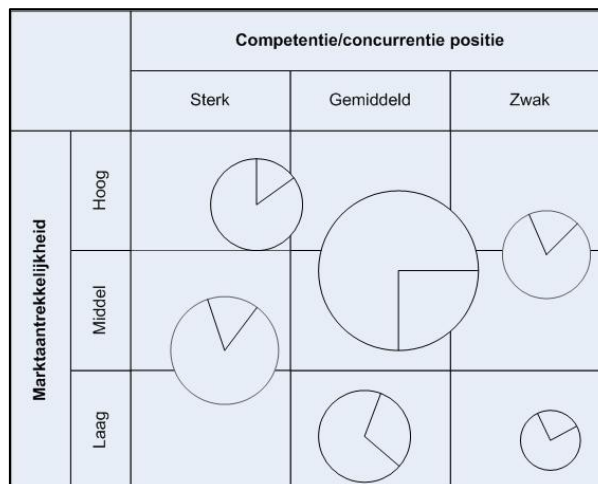 Competentie/concurrentie positie
Sterk
Gemiddeld
Zwak
Marktaantrekkelijkheid
Hoog
Middel
Laag